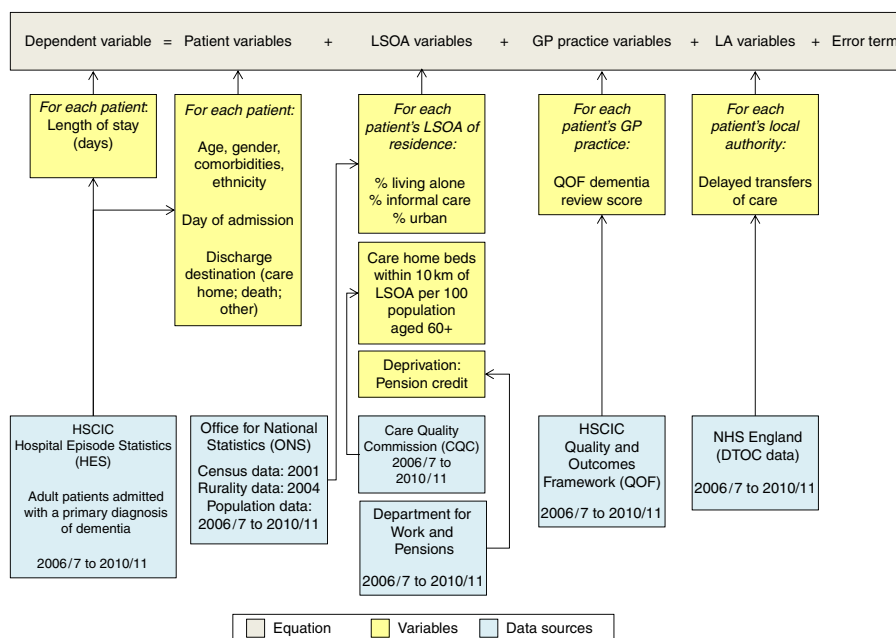 Dependent variable = Patient variables + LSOA variables + GP practice variables + LA variables + Error term
For each patient:
Length of stay
(days)
For each patient:
Age, gender,
comorbidities,
ethnicity
Day of admission
Discharge
destination (care
home; death;
other)
For each
patient's LSOA of
residence:
% living alone
% informal care
% urban
Care home beds
within 10 km of
LSOA per 100
population
aged 60+
Deprivation:
Pension credit
For each
patient's GP
practice:
QOF dementia
review score
For each
patient's local
authority:
Delayed transfers
of care
HSCIC
Hospital Episode Statistics
(HES)
Adult patients admitted
with a primary diagnosis
of dementia
2006/7 to 2010/11
Office for National
Statistics (ONS)
Census data: 2001
Rurality data: 2004
Population data:
2006/7 to 2010/11
Care Quality
Commission (CQC)
2006/7 to
2010/11
Department for
Work and
Pensions
2006/7 to 2010/11
HSCIC
Quality and
Outcomes
Framework (QOF)
2006/7 to 2010/11
NHS England
(DTOC data)
2006/7 to 2010/11
Equation
Variables
Data sources